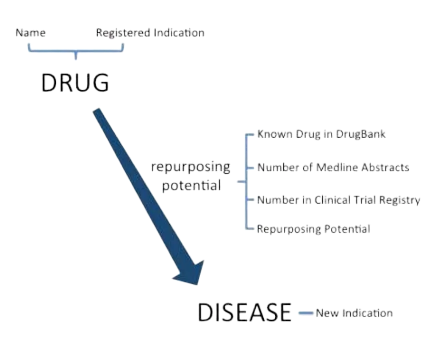 Name Registered Indication
DRUG
repurposing
potential
Known Drug in DrugBank
Number of Medline Abstracts
Number in Clinical Trial Registry
Repurposing Potential
DISEASE
New Indication